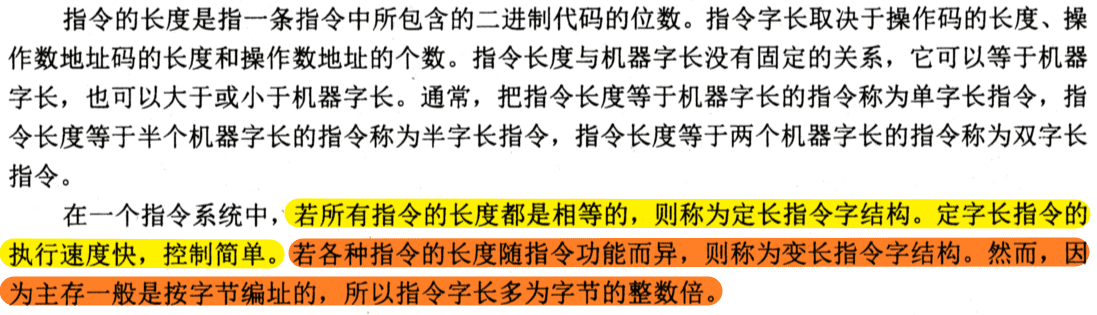 指令的长度是指一条指令中所包含的二进制代码的位数。指令字长取决于操作码的长度、操
作数地址码的长度和操作数地址的个数。指令长度与机器字长没有固定的关系，它可以等于机器
字长，也可以大于或小于机器字长。通常，把指令长度等于机器字长的指令称为单字长指令，指
令长度等于半个机器字长的指令称为半字长指令，指令长度等于两个机器字长的指令称为双字长
指令。
在一个指令系统中，若所有指令的长度都是相等的，则称为定长指令字结构。定字长指令的
执行速度快，控制简单。若各种指令的长度随指令功能而异，则称为变长指令字结构。然而，因
为主存一般是按字节编址的，所以指令字长多为字节的整数倍。